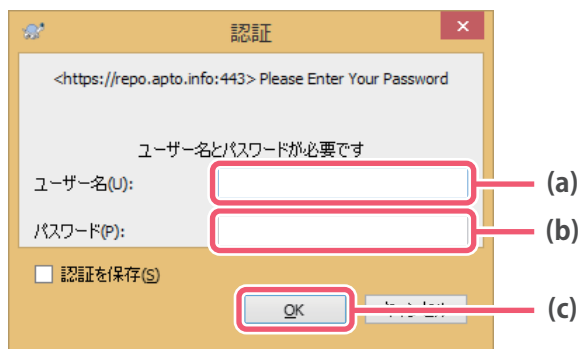 認証
<https://repo.apto.info:443> Please Enter Your Password
ユーザー名とパスワードが必要です
ユーザー名(U):
(a)
パスワード(P):
(b)
認証を保存(S)
OK
(c)